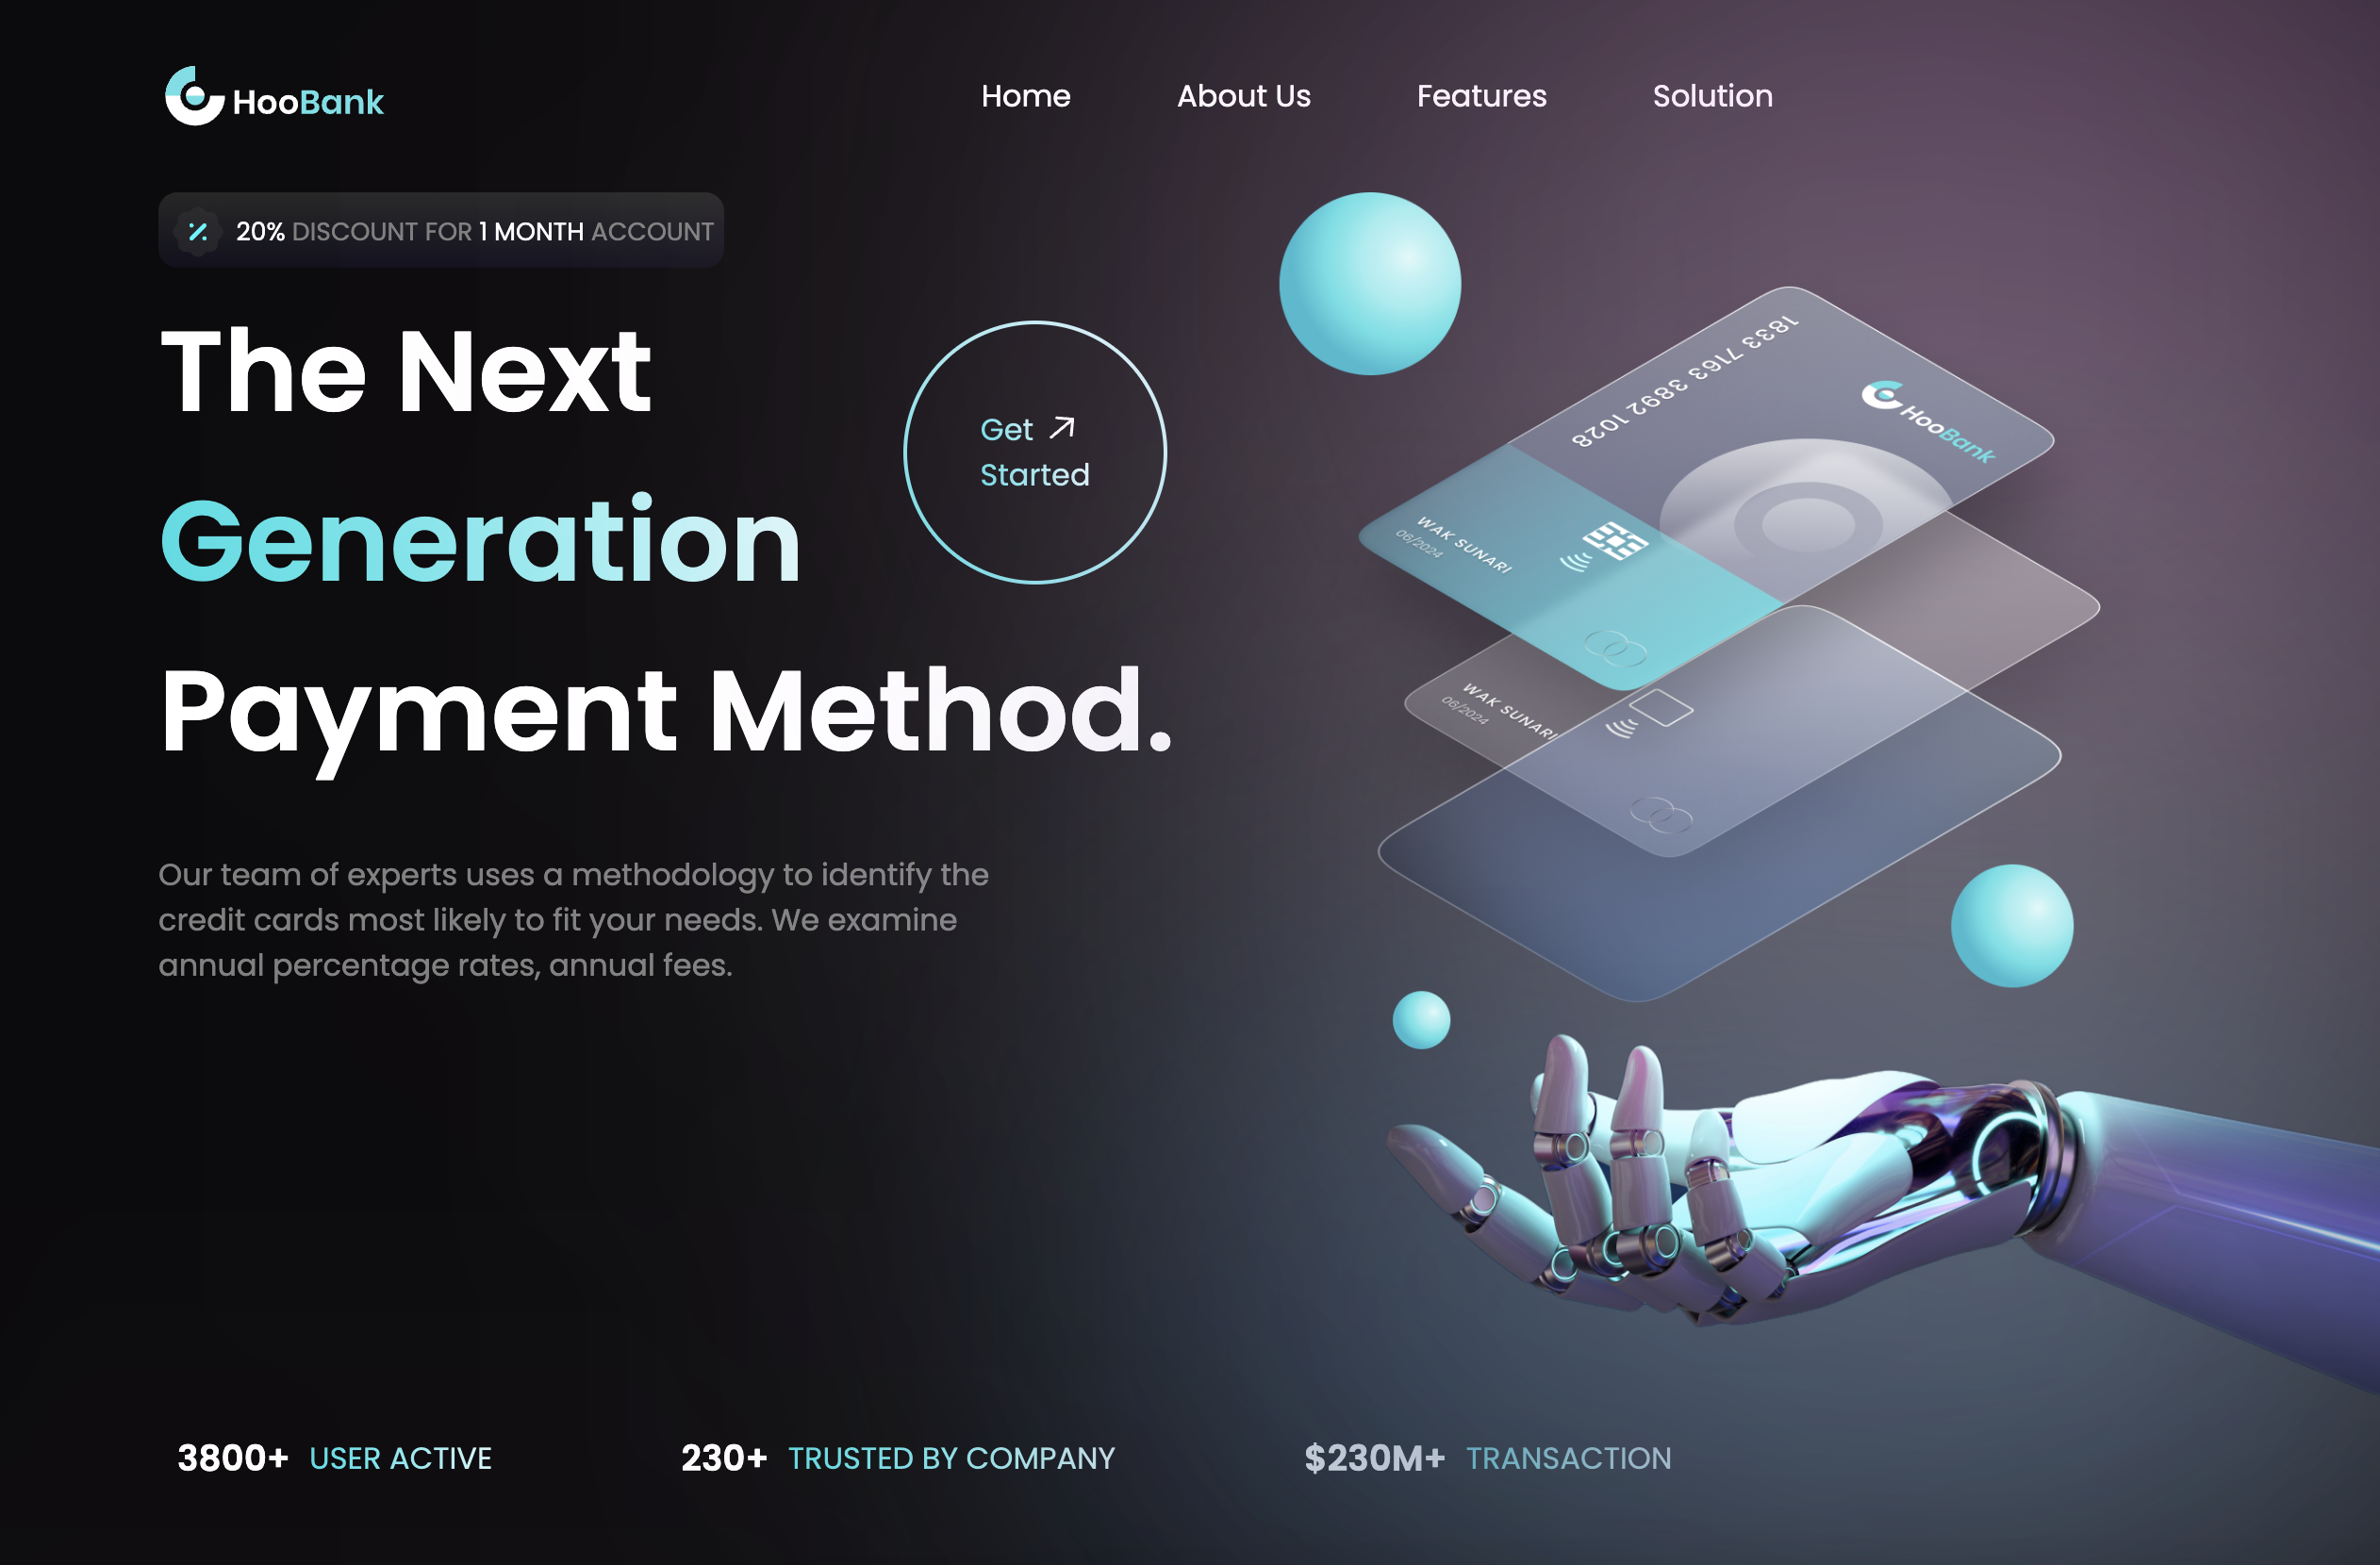 HooBank
Home
About Us
Features
Solution
20% DISCOUNT FOR 1 MONTH ACCOUNT
The Next
Generation
Payment Method.
Get
Started
Our team of experts uses a methodology to identify the
credit cards most likely to fit your needs. We examine
annual percentage rates, annual fees.
1833 7163 3892 1028
HooBank
WAK SUNARI
06/2024
WAK SUNARI
06/2024
3800+ USER ACTIVE
230+ TRUSTED BY COMPANY
$230M+ TRANSACTION